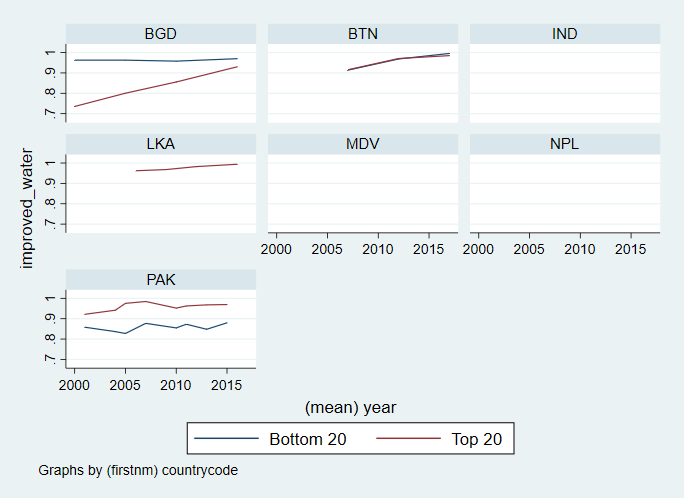 BGD BTN IND
1
.9
.8
.7
LKA MDV NPL
1
.9
.8
.7
2000 2005 2010 2015 2000 2005 2010 2015
improved_water
PAK
1
.9
.8
.7
2000 2005 2010 2015
(mean) year
Bottom 20 Top 20
Graphs by (firstnm) countrycode